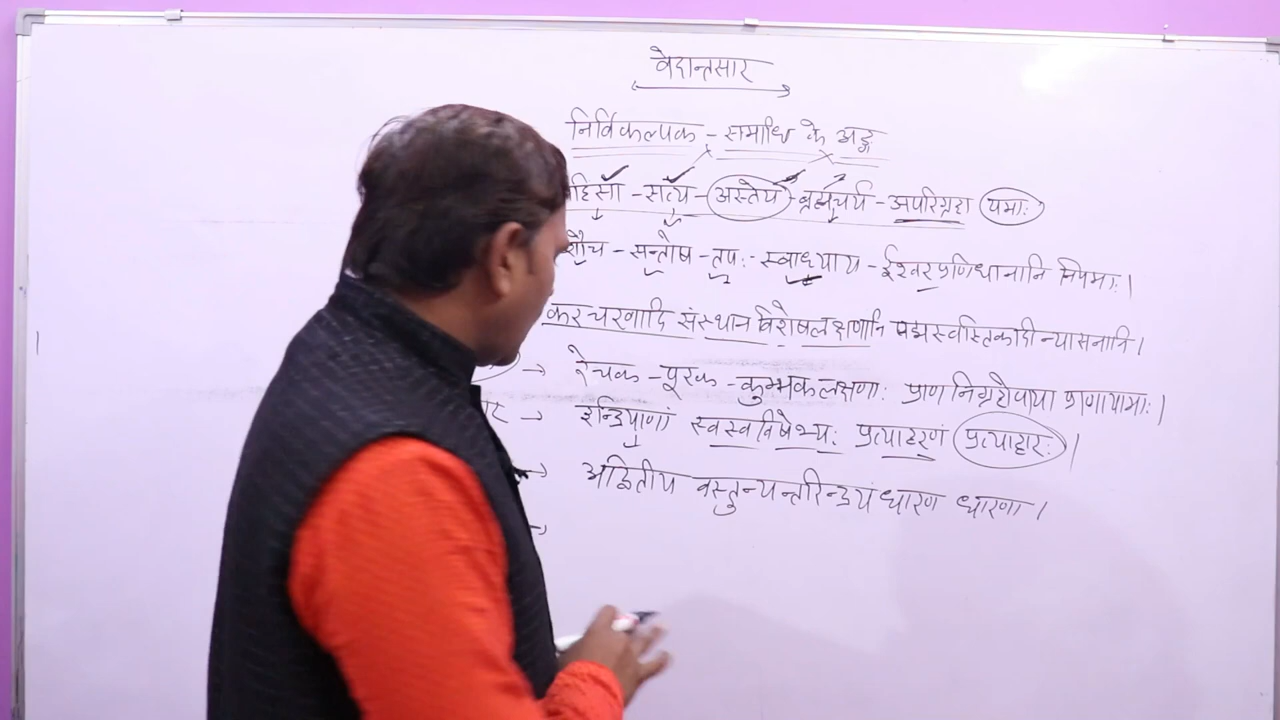 वेदान्तसार
निर्विकल्पक - समाधि के अङ्ग
हिंसा - सत्य - अस्तेय - ब्रह्मचर्य - अपरिग्रहा यमाः
शौच - सन्तोष - तपः - स्वाध्याय - ईश्वरप्रणिधानानि नियमाः।
करचरणादि संस्थान विशेषलक्षणानि पद्मस्वस्तिकादीन्यासनानि।
→ रेचक - पूरक - कुम्भकलक्षणाः प्राणनिग्रहोपाया प्राणायामाः।
→ इन्द्रियाणां स्वस्वविषेभ्यः प्रत्याहरणं प्रत्याहारः।
→ अद्वितीय वस्तुन्यन्तरिन्द्रियं धारण धारणा।